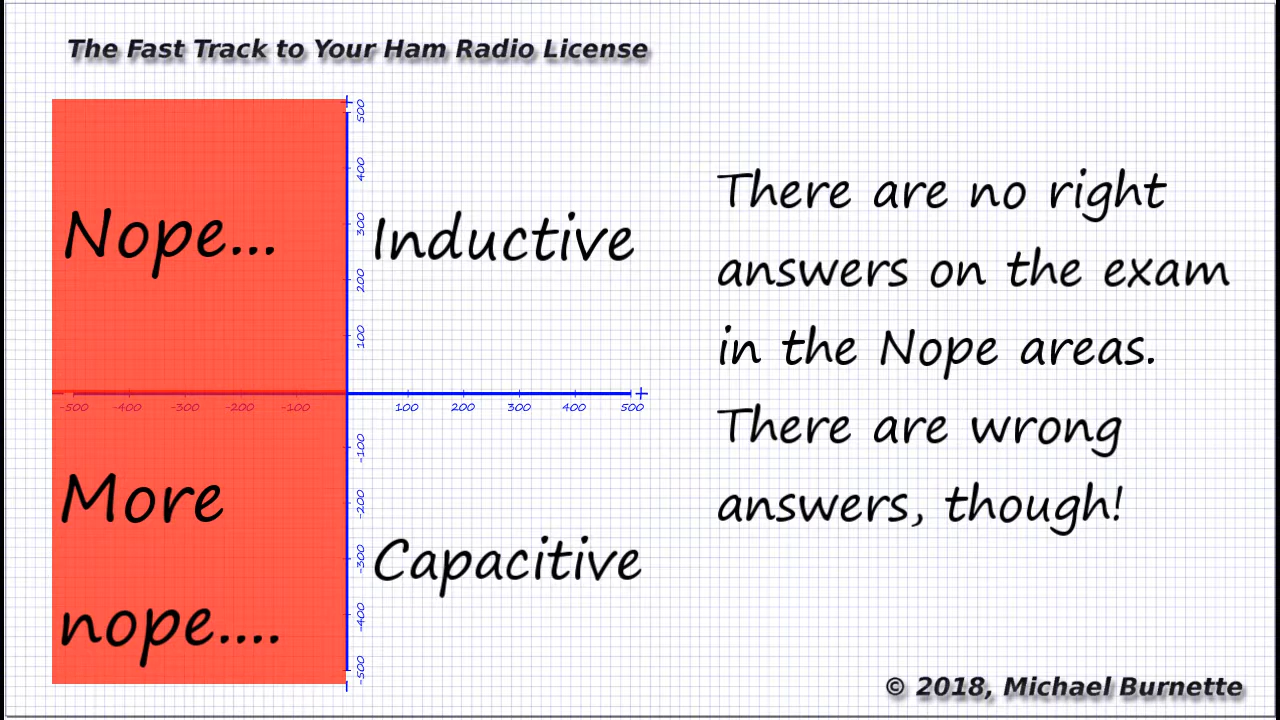 The Fast Track to Your Ham Radio License
Nope...
Inductive
More
nope....
Capacitive
+
500
400
300
200
100
-500 -400 -300 -200 -100
100 200 300 400 500 +
-100
-200
-300
-400
-500
There are no right
answers on the exam
in the Nope areas.
There are wrong
answers, though!
© 2018, Michael Burnette